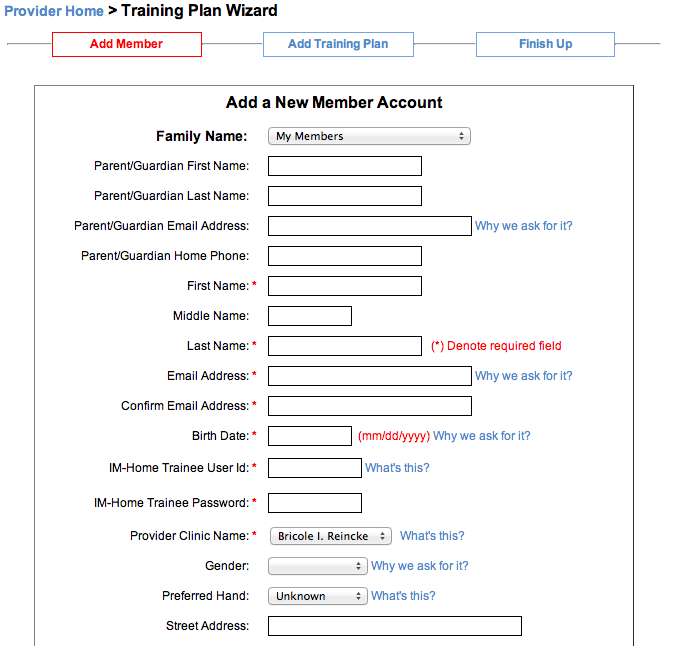 Provider Home > Training Plan Wizard
Add Member Add Training Plan Finish Up
Add a New Member Account
Family Name: My Members
Parent/Guardian First Name:
Parent/Guardian Last Name:
Parent/Guardian Email Address: Why we ask for it?
Parent/Guardian Home Phone:
First Name: *
Middle Name:
Last Name: * (*) Denote required field
Email Address: * Why we ask for it?
Confirm Email Address: *
Birth Date: * (mm/dd/yyyy) Why we ask for it?
IM-Home Trainee User Id: * What's this?
IM-Home Trainee Password: *
Provider Clinic Name: * Bricole I. Reincke What's this?
Gender: Why we ask for it?
Preferred Hand: Unknown What's this?
Street Address: